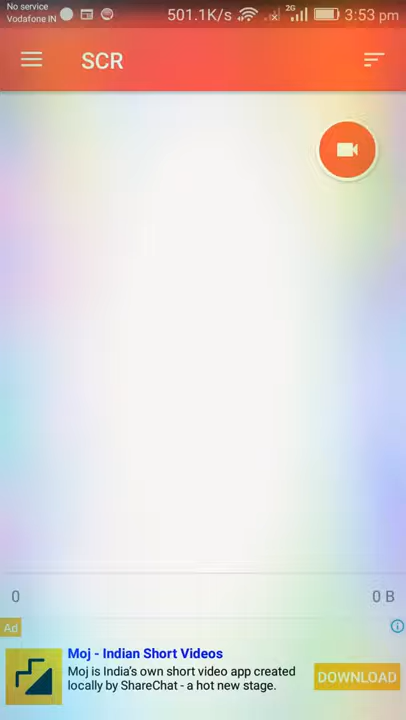 No service
Vodafone IN
501.1K/s
2G
3:53 pm
SCR
0
0 B
Ad
Moj - Indian Short Videos
Moj is India's own short video app created
locally by ShareChat - a hot new stage.
DOWNLOAD